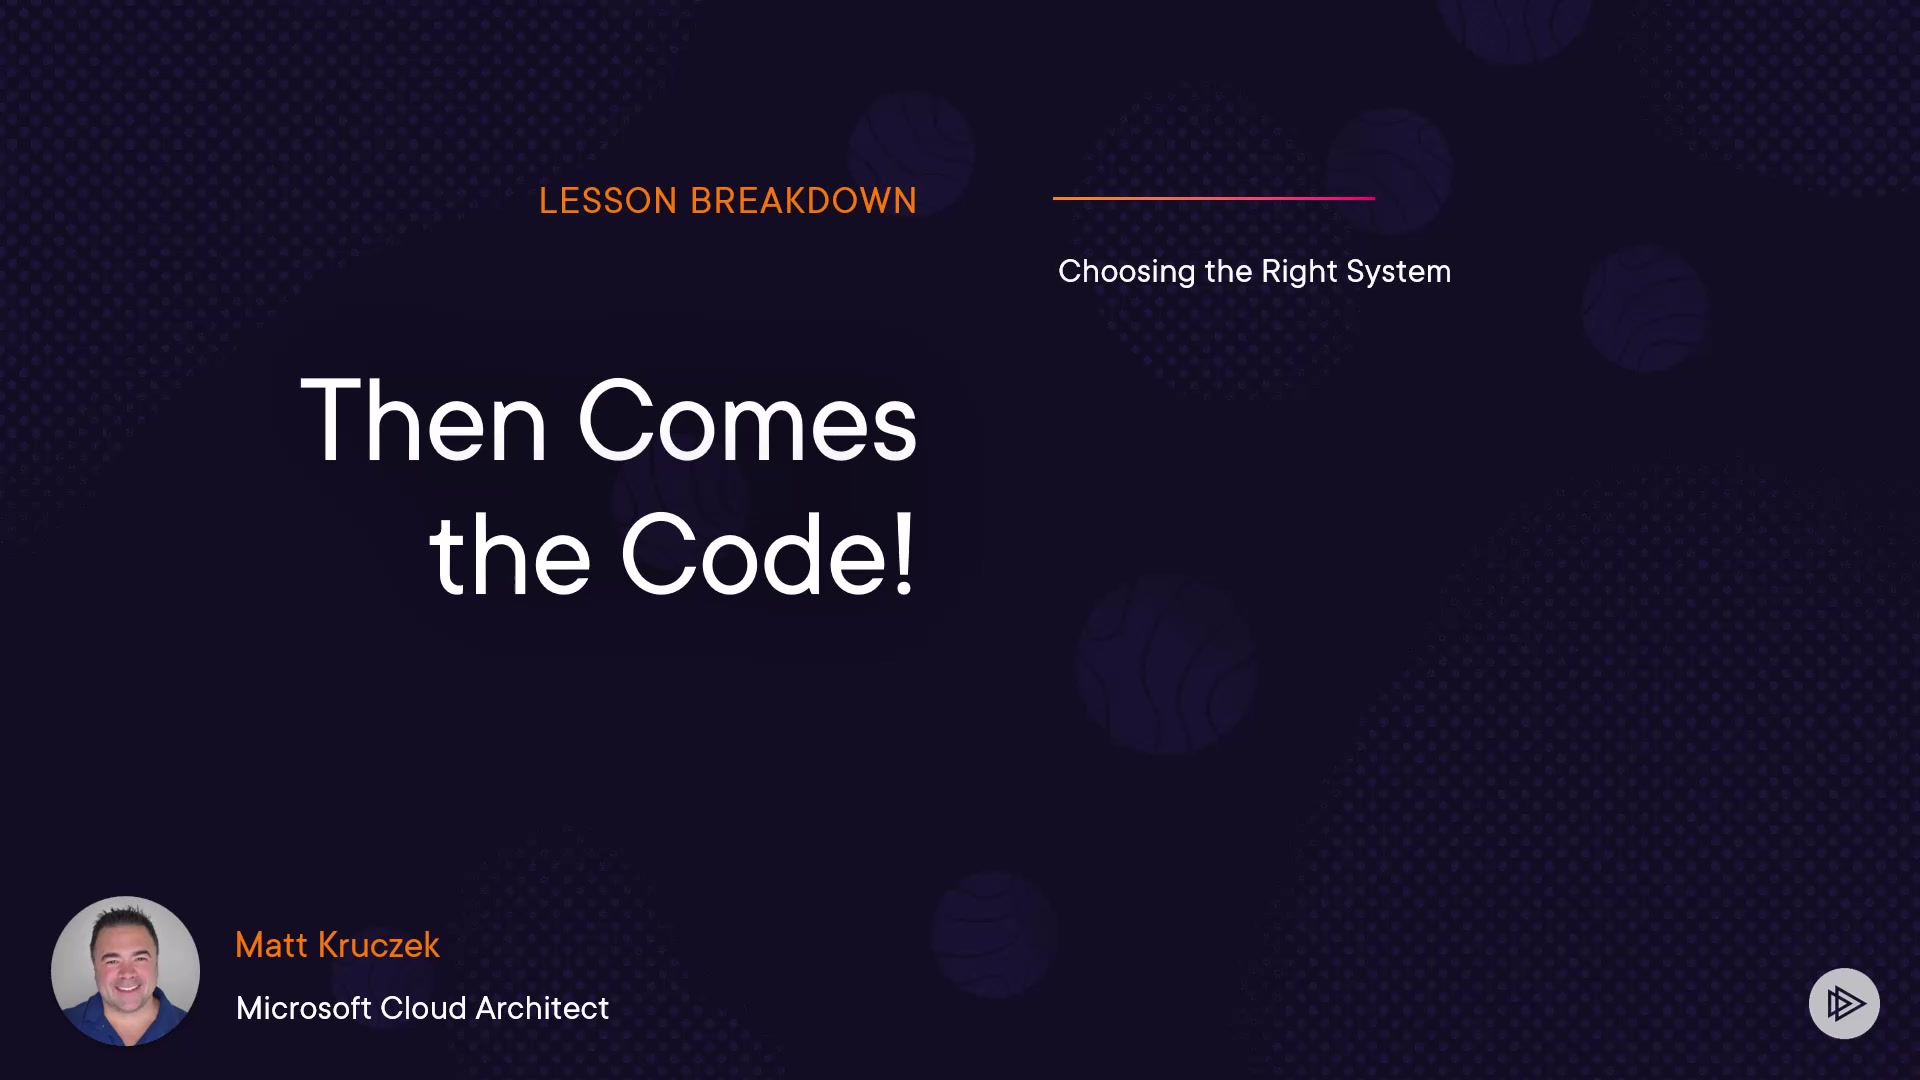 LESSON BREAKDOWN
Then Comes
the Code!
Choosing the Right System
Matt Kruczek
Microsoft Cloud Architect